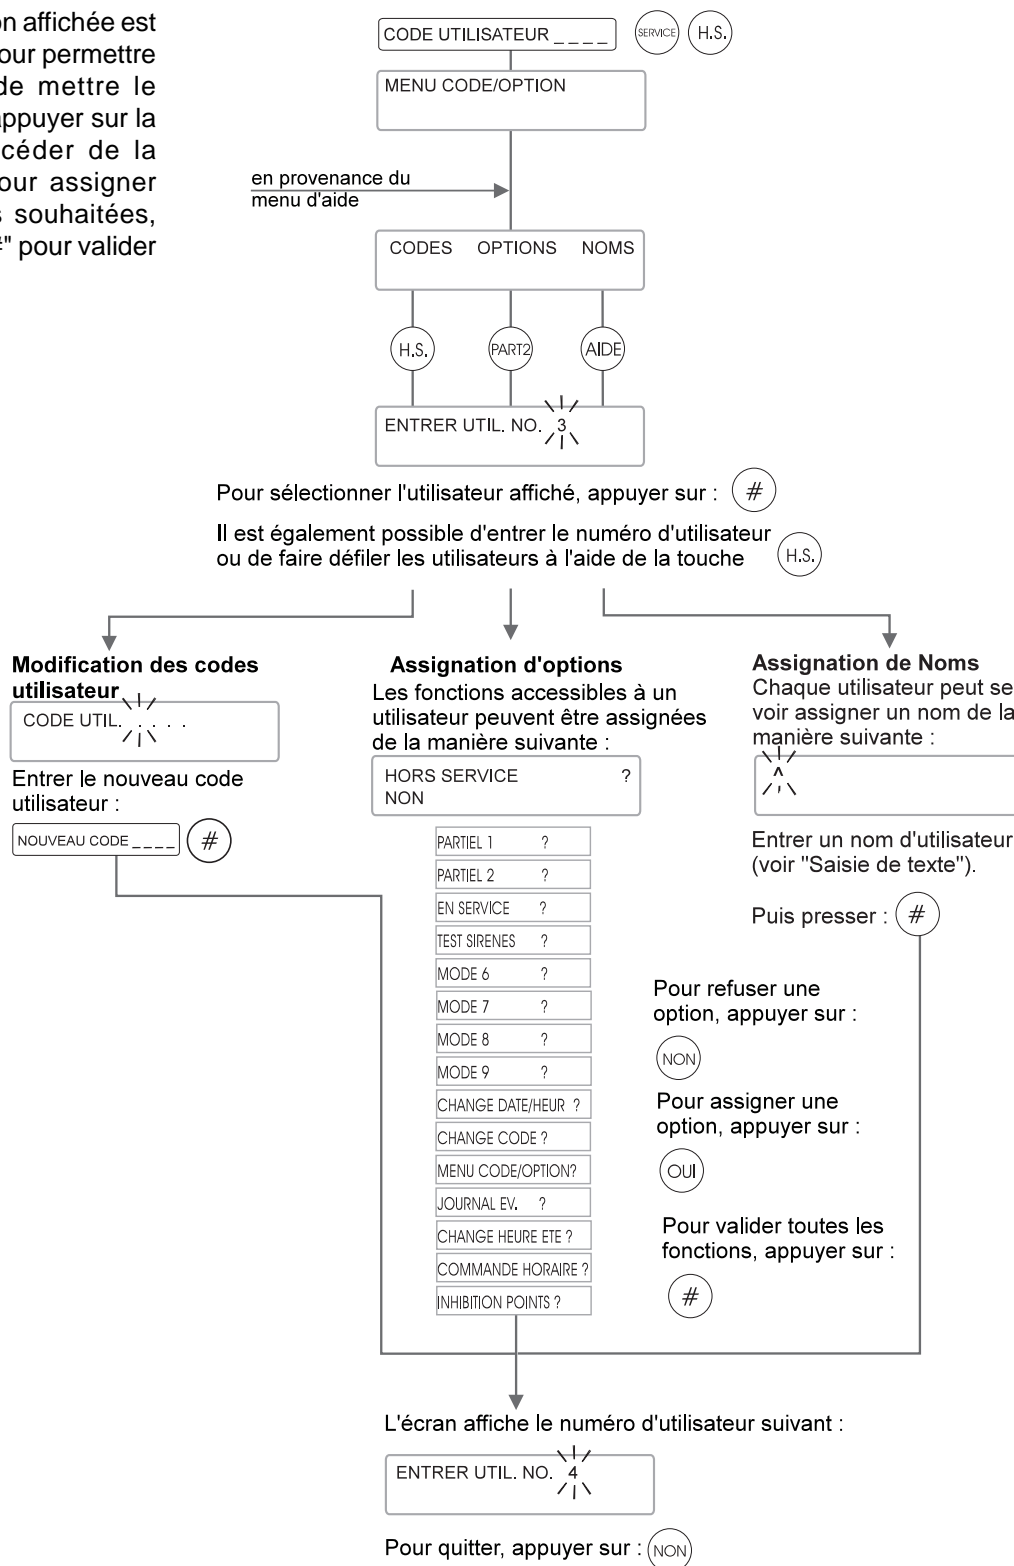 on affichée est
our permettre
de mettre le
appuyer sur la
céder de la
our assigner
s souhaitées,
#" pour valider
CODE UTILISATEUR _ _ _ _ SERVICE H.S.
MENU CODE/OPTION
en provenance du
menu d'aide
CODES OPTIONS NOMS
H.S. PART2 AIDE
ENTRER UTIL. NO. 3
Pour sélectionner l'utilisateur affiché, appuyer sur : #
Il est également possible d'entrer le numéro d'utilisateur
ou de faire défiler les utilisateurs à l'aide de la touche H.S.
Modification des codes
utilisateur
CODE UTIL. . . . .
Entrer le nouveau code
utilisateur :
NOUVEAU CODE _ _ _ _ #
Assignation d'options
Les fonctions accessibles à un
utilisateur peuvent être assignées
de la manière suivante :
HORS SERVICE ?
NON
PARTIEL 1 ?
PARTIEL 2 ?
EN SERVICE ?
TEST SIRENES ?
MODE 6 ?
MODE 7 ?
MODE 8 ?
MODE 9 ?
CHANGE DATE/HEUR ?
CHANGE CODE ?
MENU CODE/OPTION?
JOURNAL EV. ?
CHANGE HEURE ETE ?
COMMANDE HORAIRE ?
INHIBITION POINTS ?
Assignation de Noms
Chaque utilisateur peut se
voir assigner un nom de la
manière suivante :
^
Entrer un nom d'utilisateur
(voir "Saisie de texte").
Puis presser : #
Pour refuser une
option, appuyer sur :
NON
Pour assigner une
option, appuyer sur :
OUI
Pour valider toutes les
fonctions, appuyer sur :
#
L'écran affiche le numéro d'utilisateur suivant :
ENTRER UTIL. NO. 4
Pour quitter, appuyer sur : NON